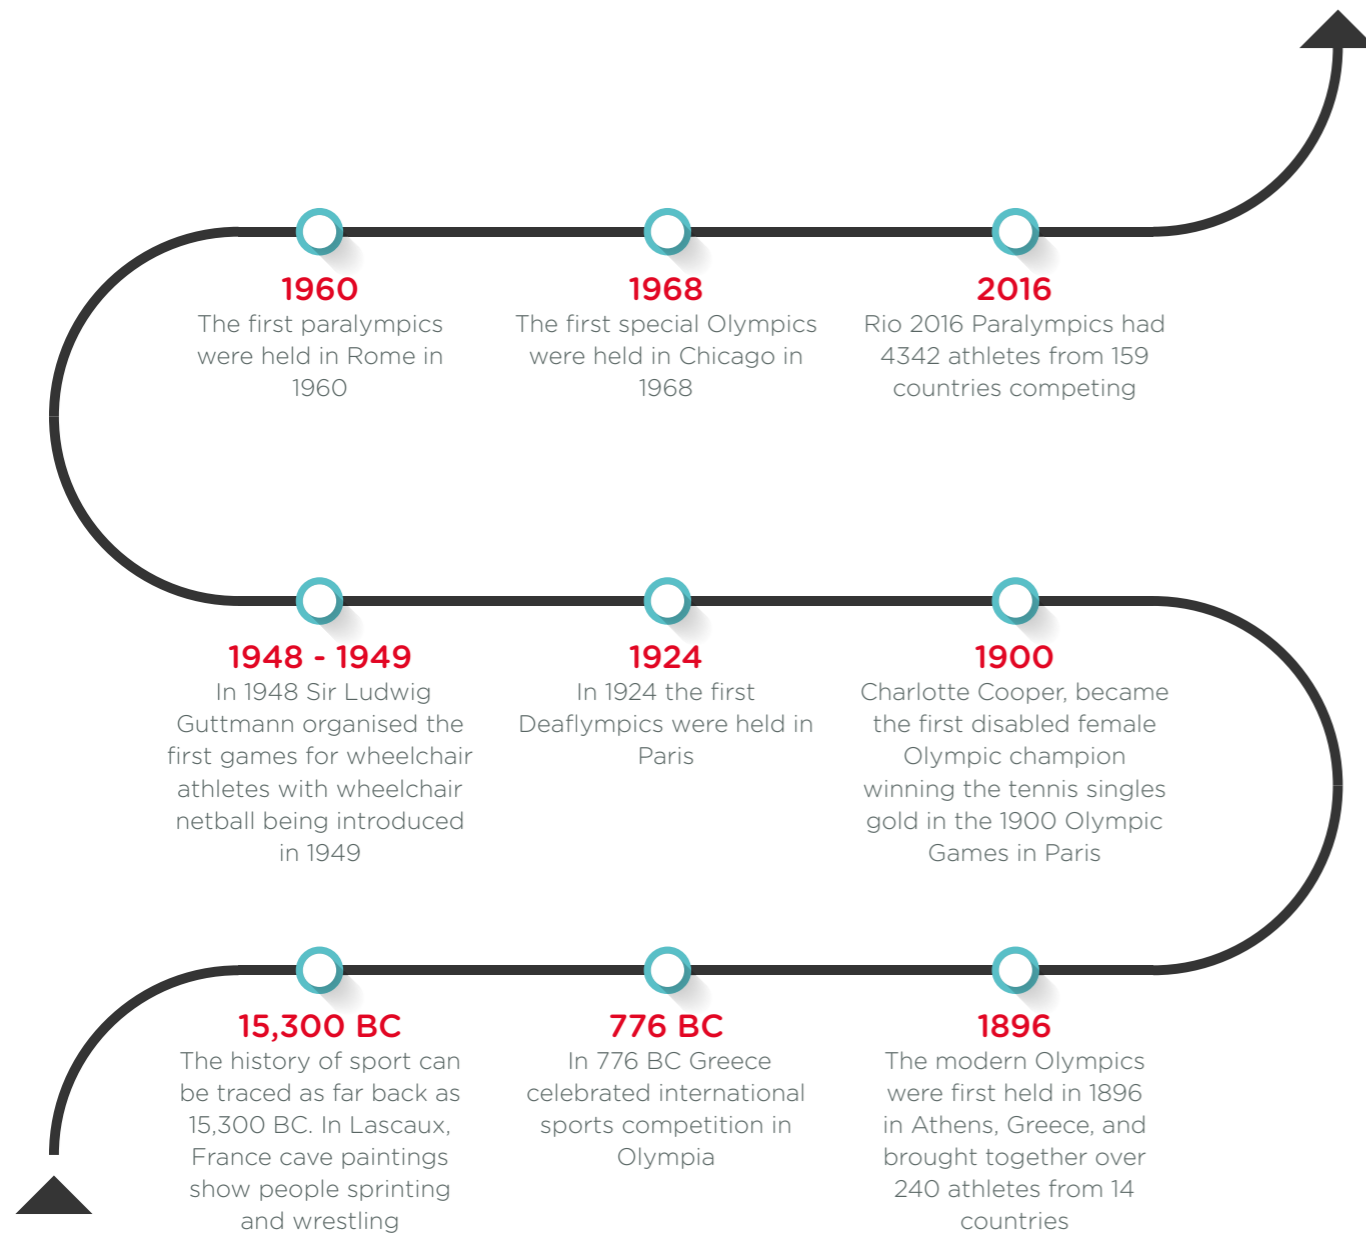 1960
The first paralympics
were held in Rome in
1960
1968
The first special Olympics
were held in Chicago in
1968
2016
Rio 2016 Paralympics had
4342 athletes from 159
countries competing
1948 - 1949
In 1948 Sir Ludwig
Guttmann organised the
first games for wheelchair
athletes with wheelchair
netball being introduced
in 1949
1924
In 1924 the first
Deaflympics were held in
Paris
1900
Charlotte Cooper, became
the first disabled female
Olympic champion
winning the tennis singles
gold in the 1900 Olympic
Games in Paris
15,300 BC
The history of sport can
be traced as far back as
15,300 BC. In Lascaux,
France cave paintings
show people sprinting
and wrestling
776 BC
In 776 BC Greece
celebrated international
sports competition in
Olympia
1896
The modern Olympics
were first held in 1896
in Athens, Greece, and
brought together over
240 athletes from 14
countries